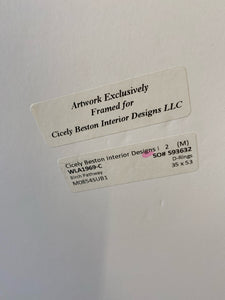 Artwork Exclusively
Framed for
Cicely Beston Interior Designs LLC
Cicely Beston Interior Designs i 2 (M)
WLA1969-C SO# 593632
Birch Pathway D-Rings
MOB54SUB1 35 x 53